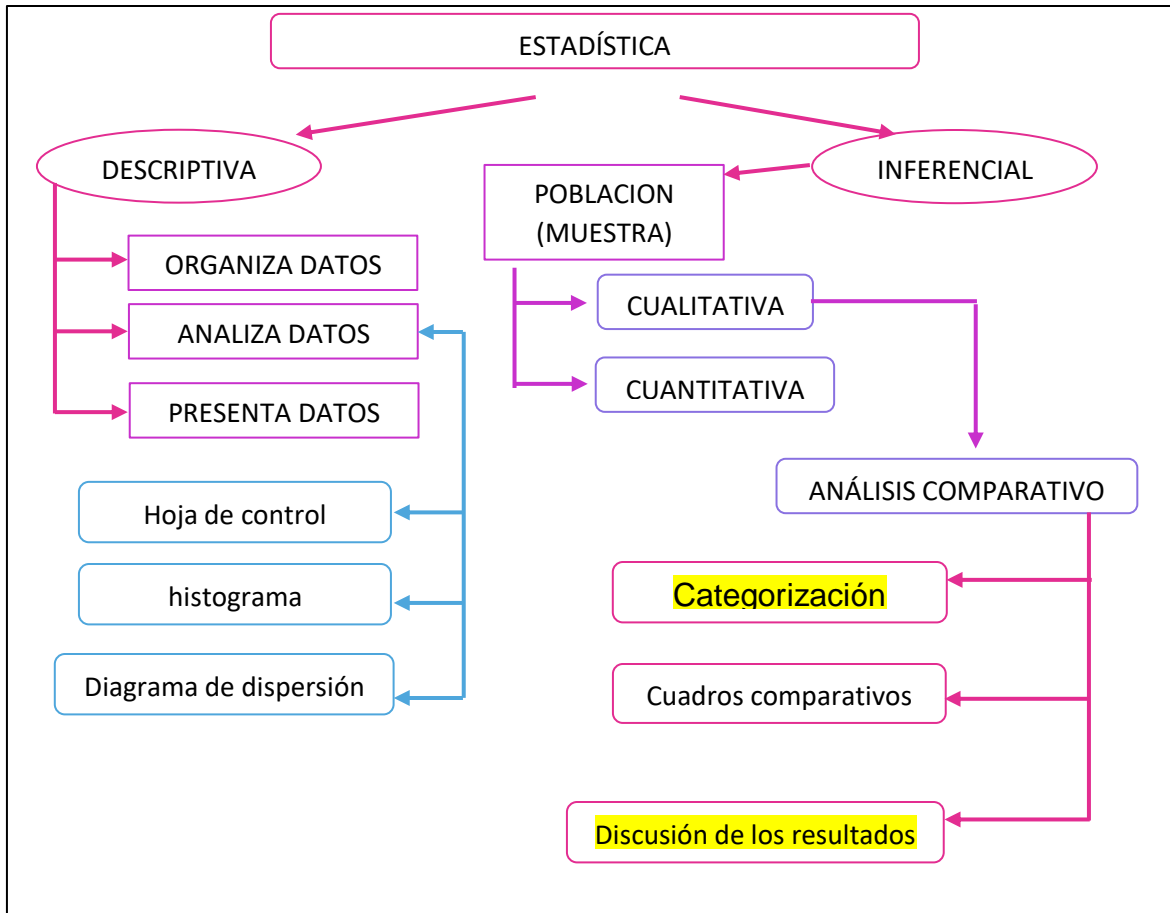 ESTADÍSTICA
DESCRIPTIVA
INFERENCIAL
POBLACION
(MUESTRA)
ORGANIZA DATOS
ANALIZA DATOS
PRESENTA DATOS
CUALITATIVA
CUANTITATIVA
Hoja de control
histograma
Diagrama de dispersión
ANÁLISIS COMPARATIVO
Categorización
Cuadros comparativos
Discusión de los resultados